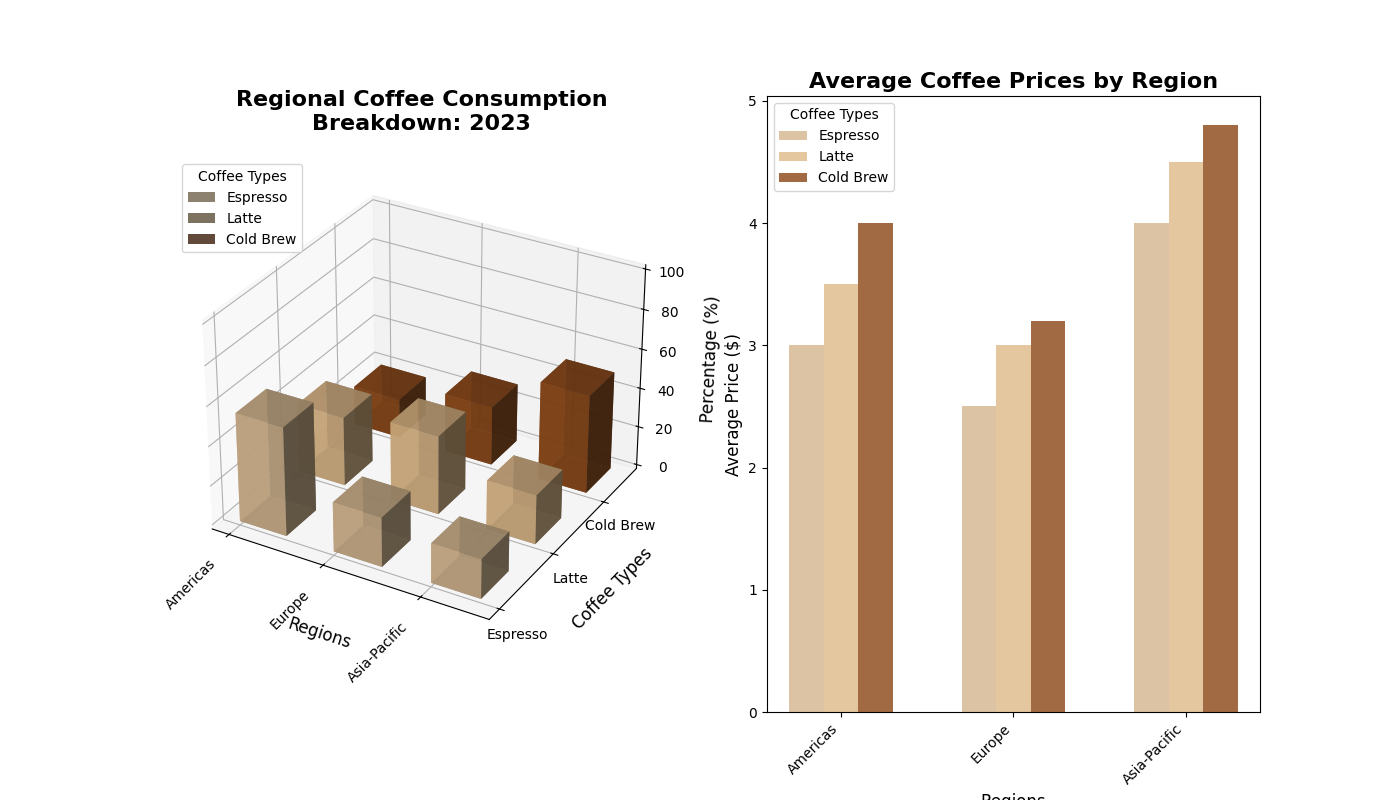 Regional Coffee Consumption
Breakdown: 2023
Coffee Types
Espresso
Latte
Cold Brew
100
80
60
40
20
0
Percentage (%)
Americas
Europe
Asia-Pacific
Regions
Espresso
Latte
Cold Brew
Coffee Types
Average Coffee Prices by Region
Coffee Types
Espresso
Latte
Cold Brew
5
4
3
2
1
0
Average Price ($)
Americas
Europe
Asia-Pacific
Regions